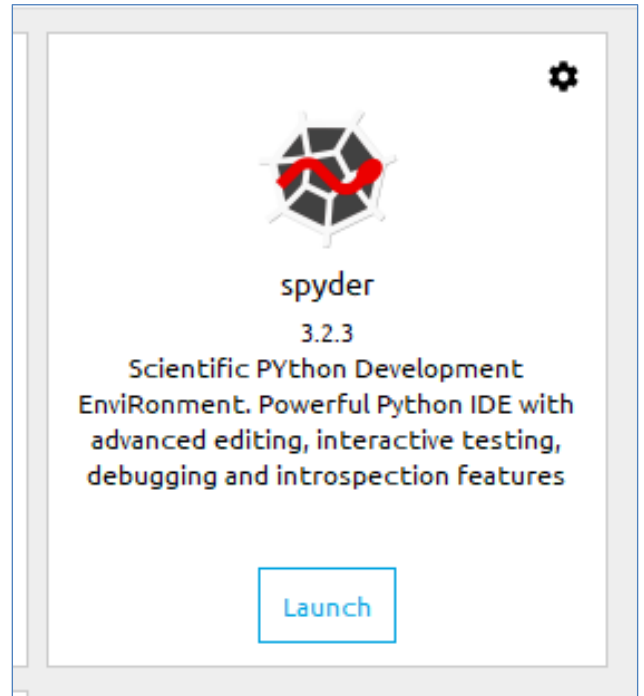 spyder
3.2.3
Scientific PYthon Development
EnviRonment. Powerful Python IDE with
advanced editing, interactive testing,
debugging and introspection features
Launch